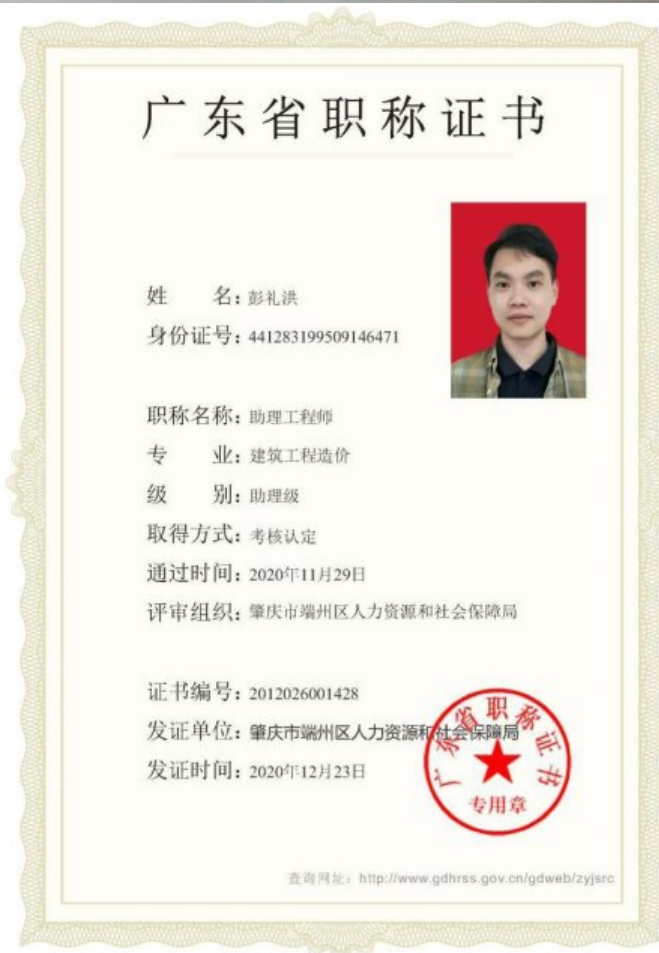 广东省职称证书
姓 名：彭礼洪
身份证号：441283199509146471
职称名称：助理工程师
专 业：建筑工程造价
级 别：助理级
取得方式：考核认定
通过时间：2020年11月29日
评审组织：肇庆市端州区人力资源和社会保障局
证书编号：2012026001428
发证单位：肇庆市端州区人力资源和社会保障局
发证时间：2020年12月23日
广东省职称证书
专用章
查询网址：http://www.gdhrss.gov.cn/gdweb/zyjsrc